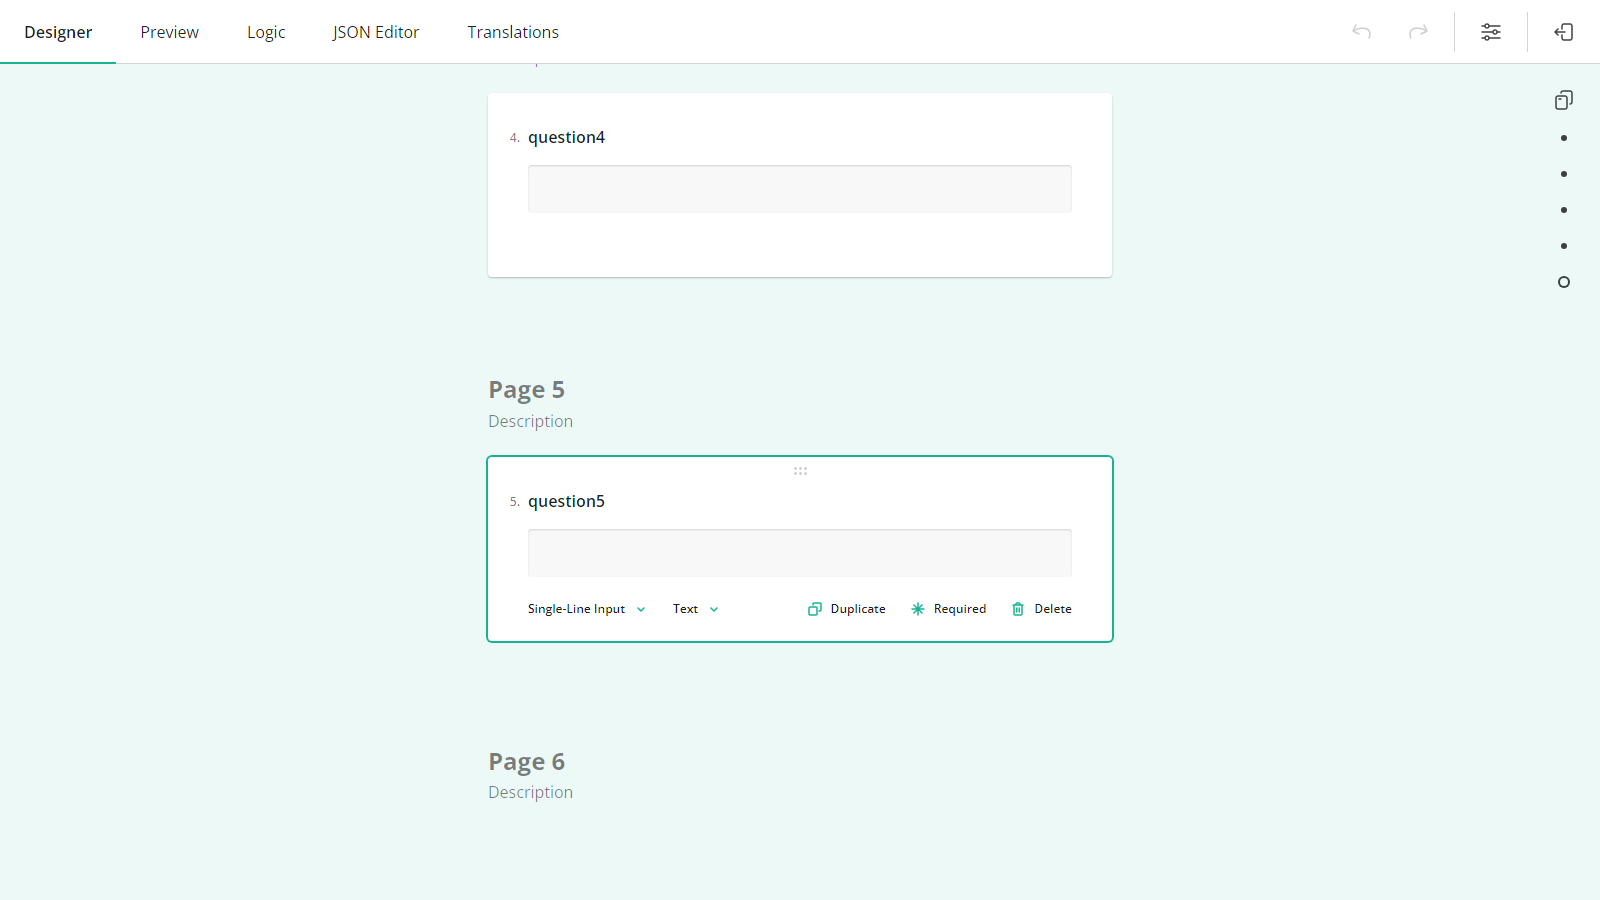 Designer Preview Logic JSON Editor Translations
4. question4
Page 5
Description
5. question5
Single-Line Input Text Duplicate Required Delete
Page 6
Description